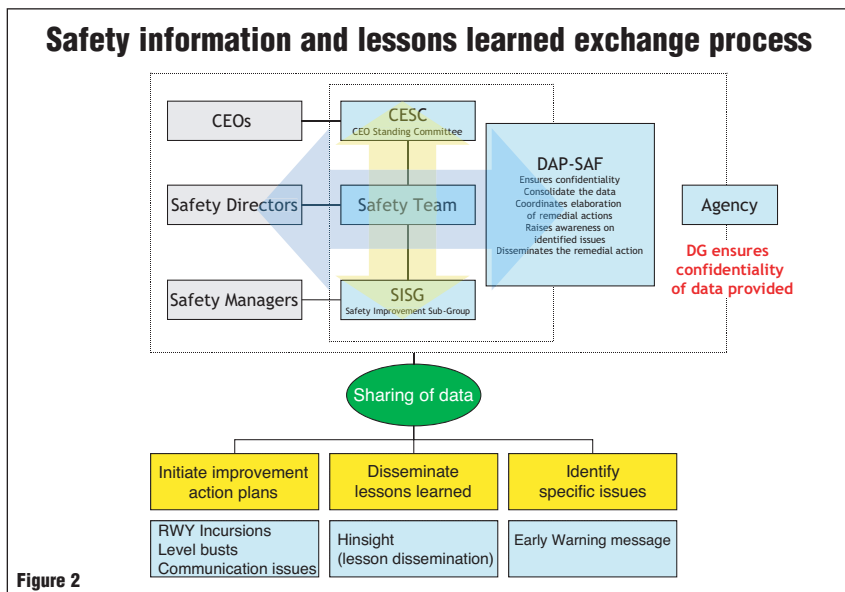 Safety information and lessons learned exchange process
CEOs
CESC
CEO Standing Committee
DAP-SAF
Ensures confidentiality
Consolidate the data
Coordinates elaboration
of remedial actions
Raises awareness on
identified issues
Disseminates the remedial action
Safety Directors
Safety Team
Agency
DG ensures
confidentiality
of data provided
Safety Managers
SISG
Safety Improvement Sub-Group
Sharing of data
Initiate improvement
action plans
Disseminate
lessons learned
Identify
specific issues
RWY Incursions
Level busts
Communication issues
Hinsight
(lesson dissemination)
Early Warning message
Figure 2